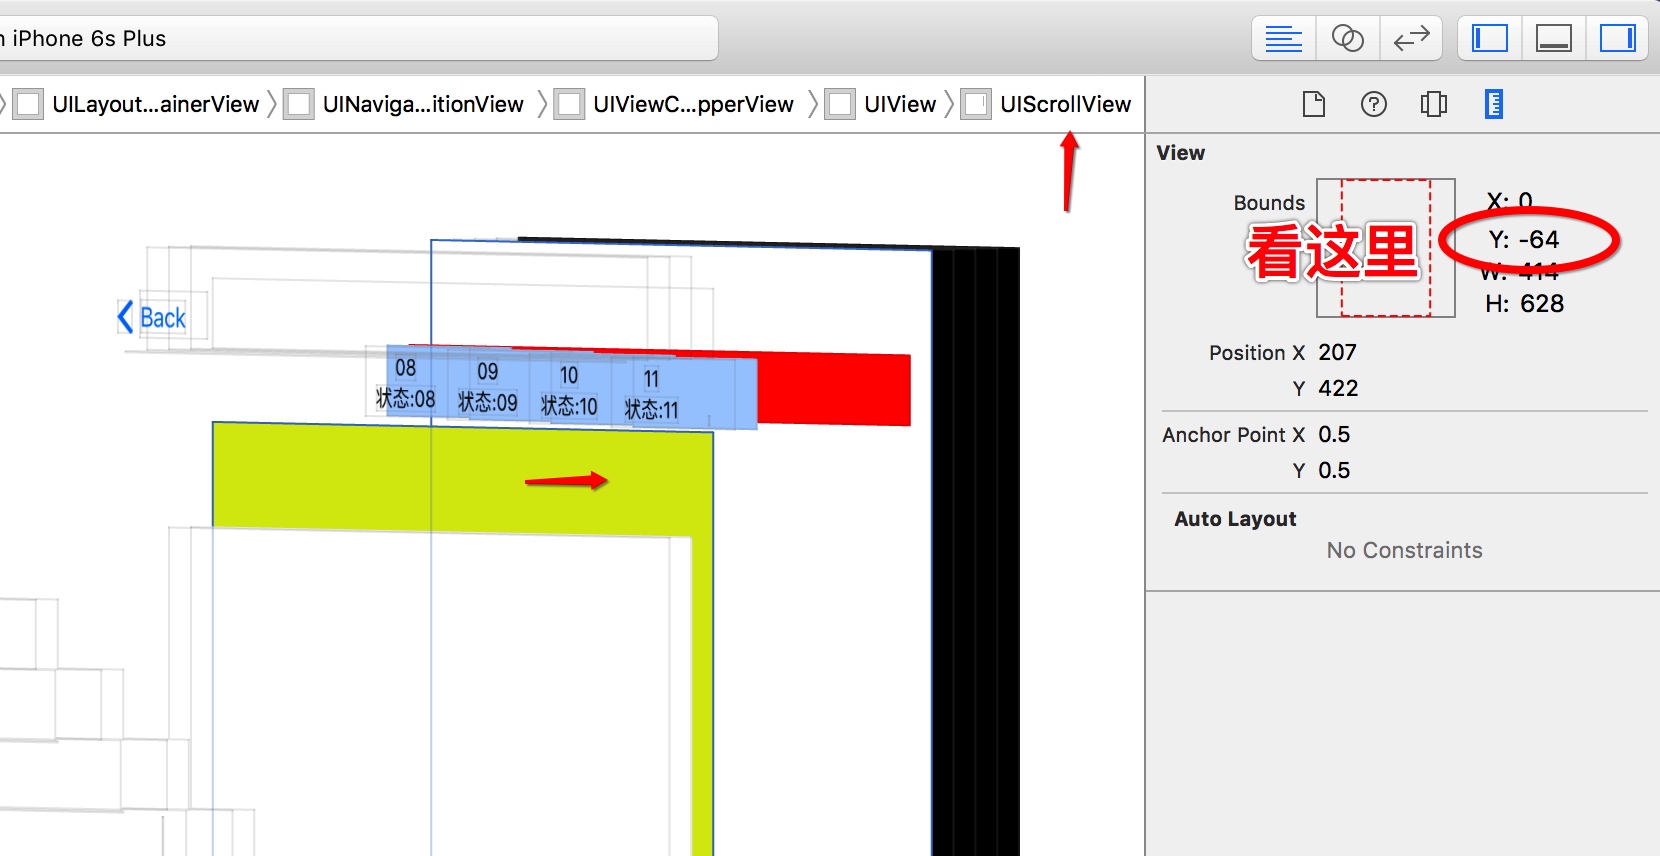 n iPhone 6s Plus
UILayout...ainerView
UINaviga...itionView
UIViewC...pperView
UIView
UIScrollView
View
Bounds
X: 0
看这里
Y: -64
W: 414
H: 628
Position X 207
Y 422
Anchor Point X 0.5
Y 0.5
Auto Layout
No Constraints
Back
08
09
10
11
状态:08
状态:09
状态:10
状态:11